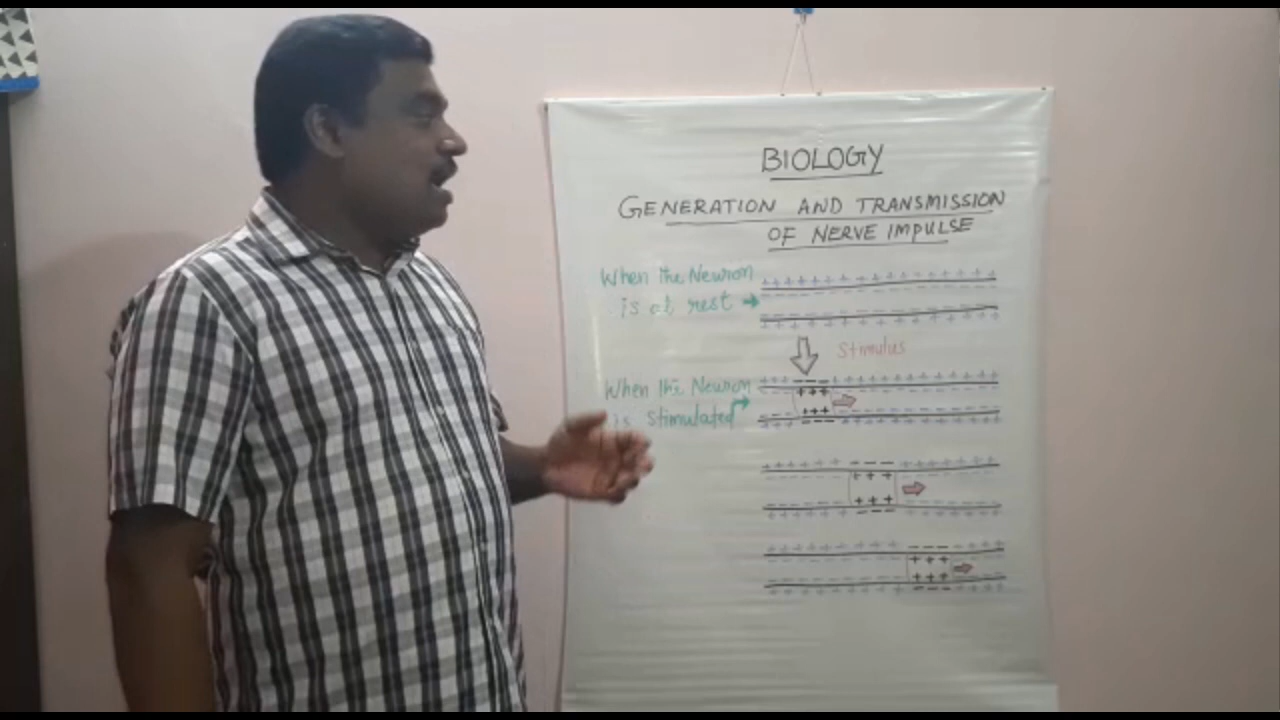 BIOLOGY
GENERATION AND TRANSMISSION
OF NERVE IMPULSE
When the Neuron
is at rest →
Stimulus
When the Neuron
is Stimulated